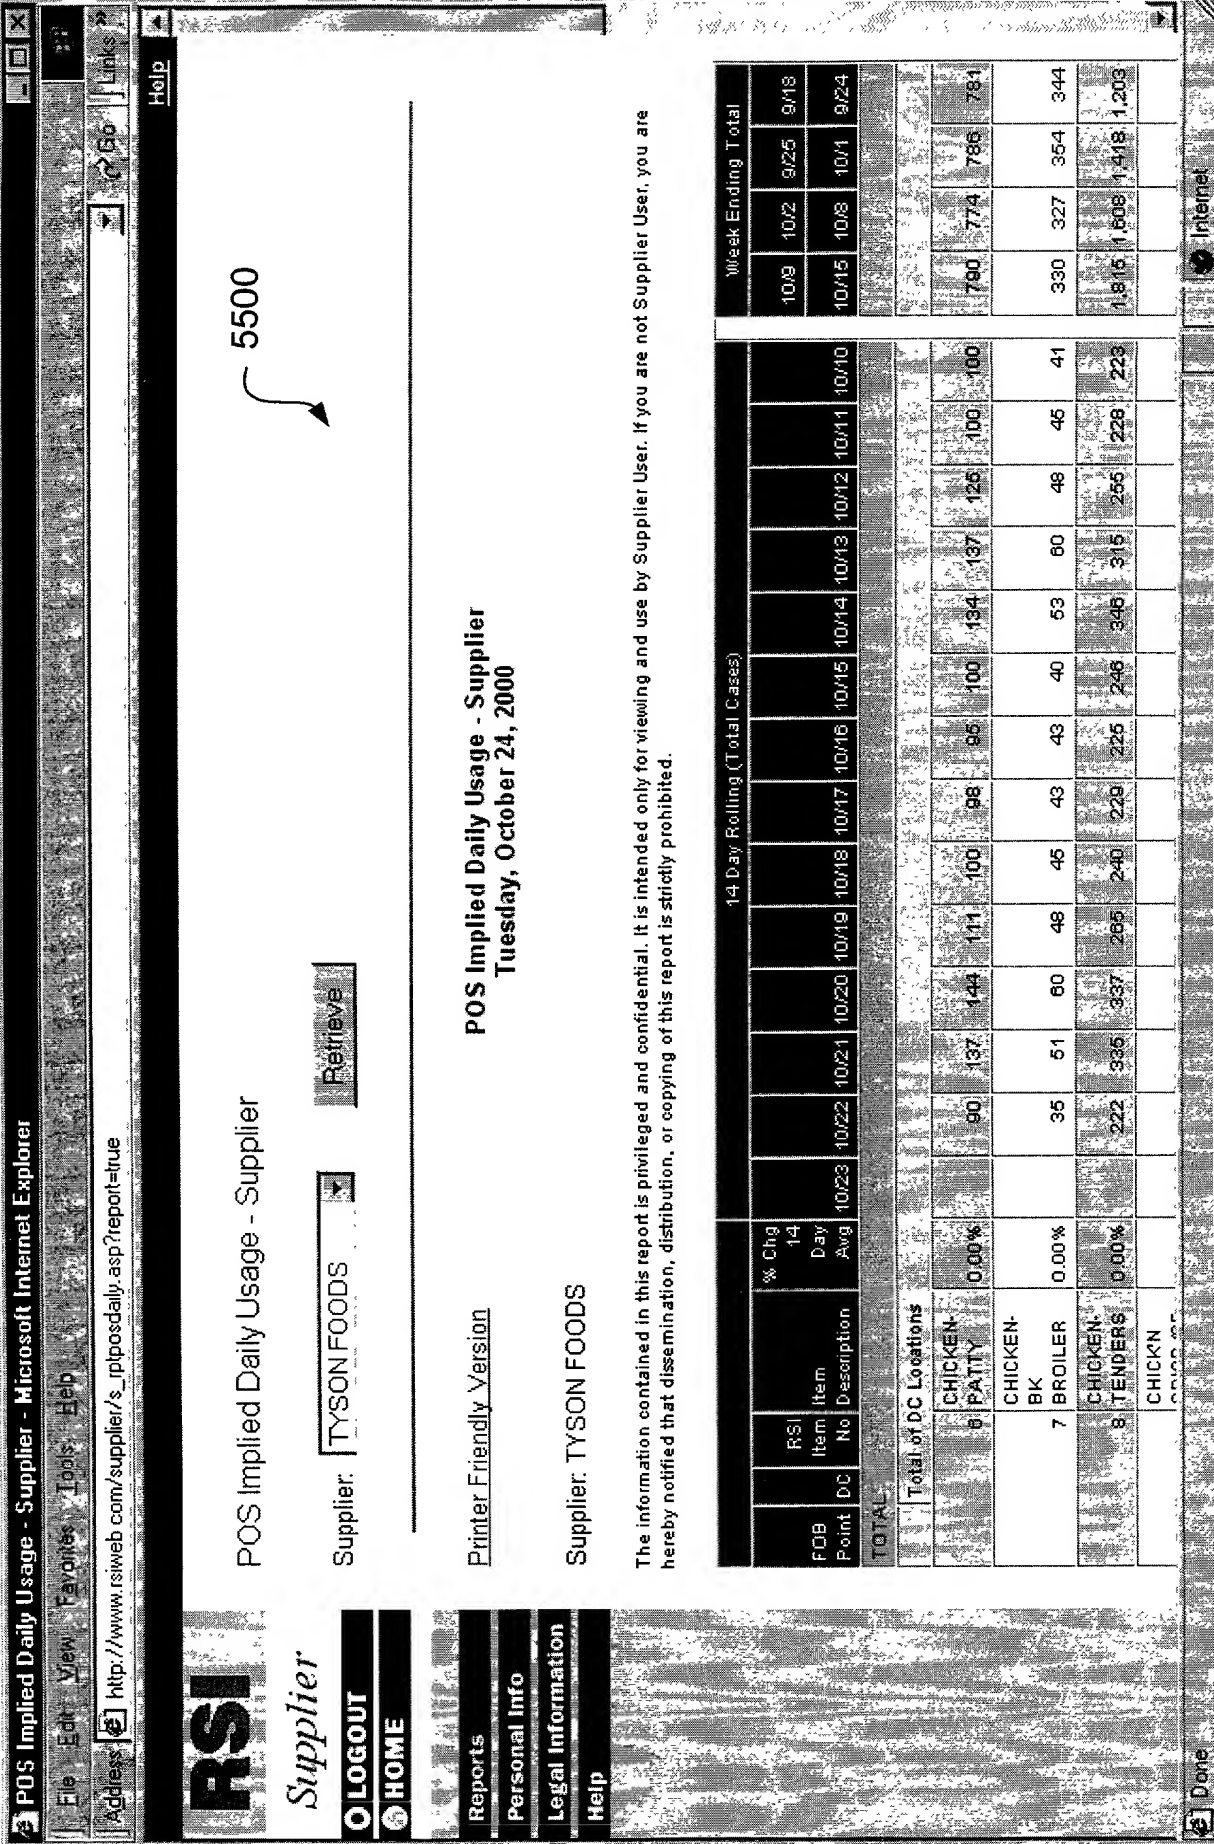 POS Implied Daily Usage - Supplier - Microsoft Internet Explorer
File Edit View Favorites Tools Help
Address http://www.rsiweb.com/supplier/s_rptposdaily.asp?report=true Go Links »
Help
RSI
Supplier
LOGOUT
HOME
Reports
Personal Info
Legal Information
Help
POS Implied Daily Usage - Supplier
5500
Supplier: TYSON FOODS Retrieve
Printer Friendly Version
POS Implied Daily Usage - Supplier
Tuesday, October 24, 2000
Supplier: TYSON FOODS
The information contained in this report is privileged and confidential. It is intended only for viewing and use by Supplier User. If you are not Supplier User, you are
hereby notified that dissemination, distribution, or copying of this report is strictly prohibited.
14 Day Rolling (Total Cases) Week Ending Total
% Chg
RSI 14 10/9 10/2 9/25 9/18
FOB Item Item Day
Point DC No Description Avg 10/23 10/22 10/21 10/20 10/19 10/18 10/17 10/16 10/15 10/14 10/13 10/12 10/11 10/10 10/15 10/8 10/1 9/24
TOTAL
Total of DC Locations
CHICKEN-
6 PATTY 0.00% 90 137 144 111 100 98 95 100 134 137 125 100 100 790 774 786 781
CHICKEN-
BK
7 BROILER 0.00% 35 51 60 48 45 43 43 40 53 60 48 45 41 330 327 354 344
CHICKEN-
8 TENDERS 0.00% 222 335 337 265 240 229 225 246 346 315 255 228 223 1,815 1,608 1,418 1,203
CHICK'N
Done Internet